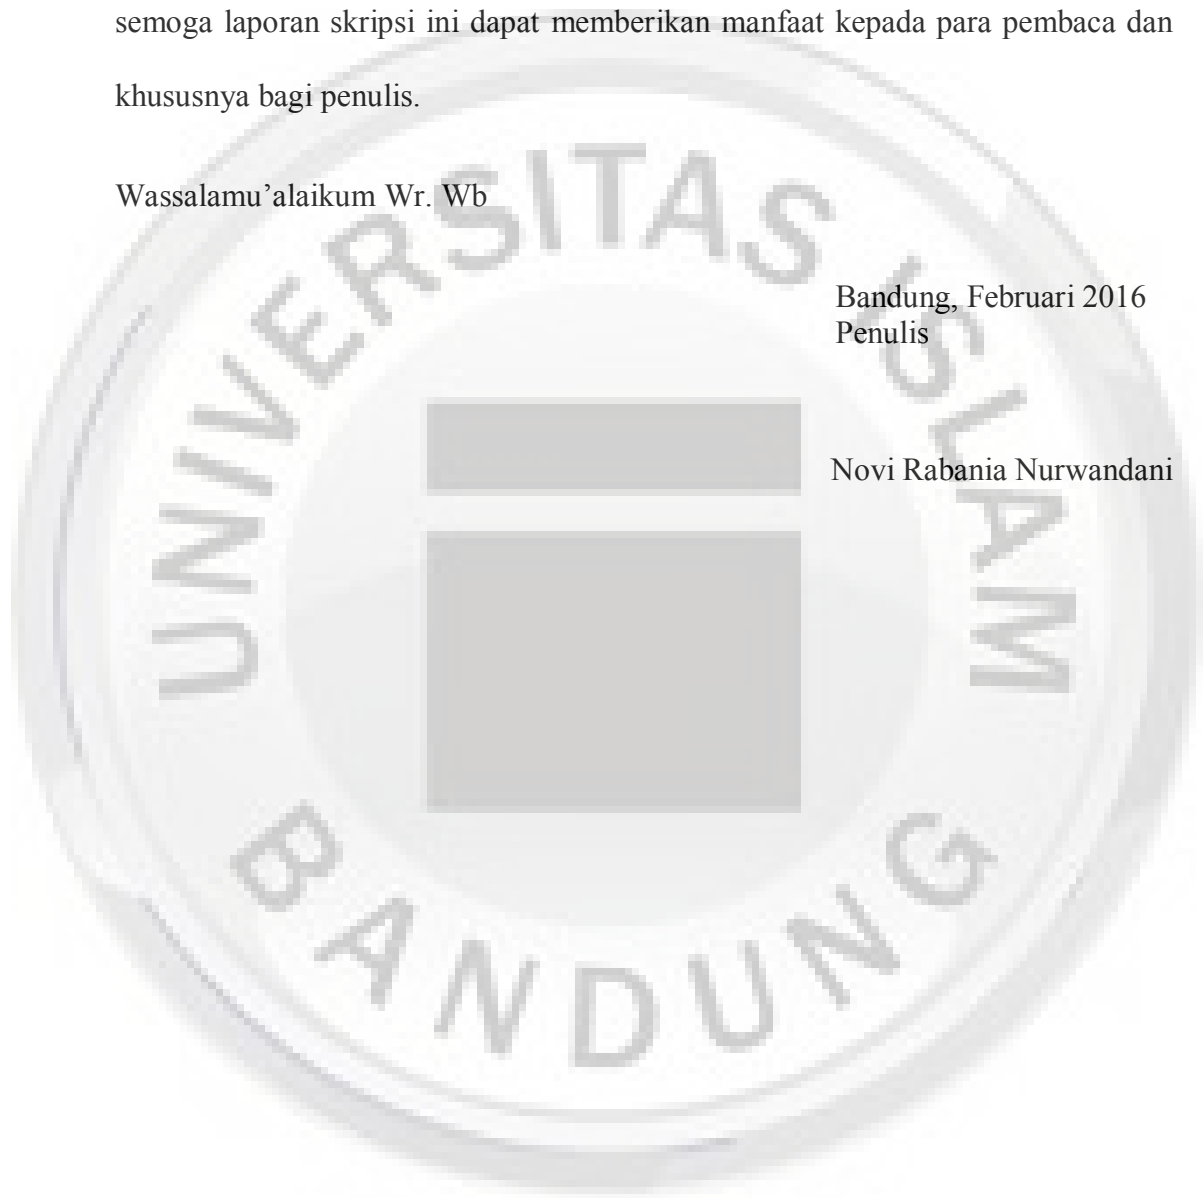 semoga laporan skripsi ini dapat memberikan manfaat kepada para pembaca dan
khususnya bagi penulis.
Wassalamu’alaikum Wr. Wb
Bandung, Februari 2016
Penulis
Novi Rabania Nurwandani
UNIVERSITAS ISLAM
BANDUNG